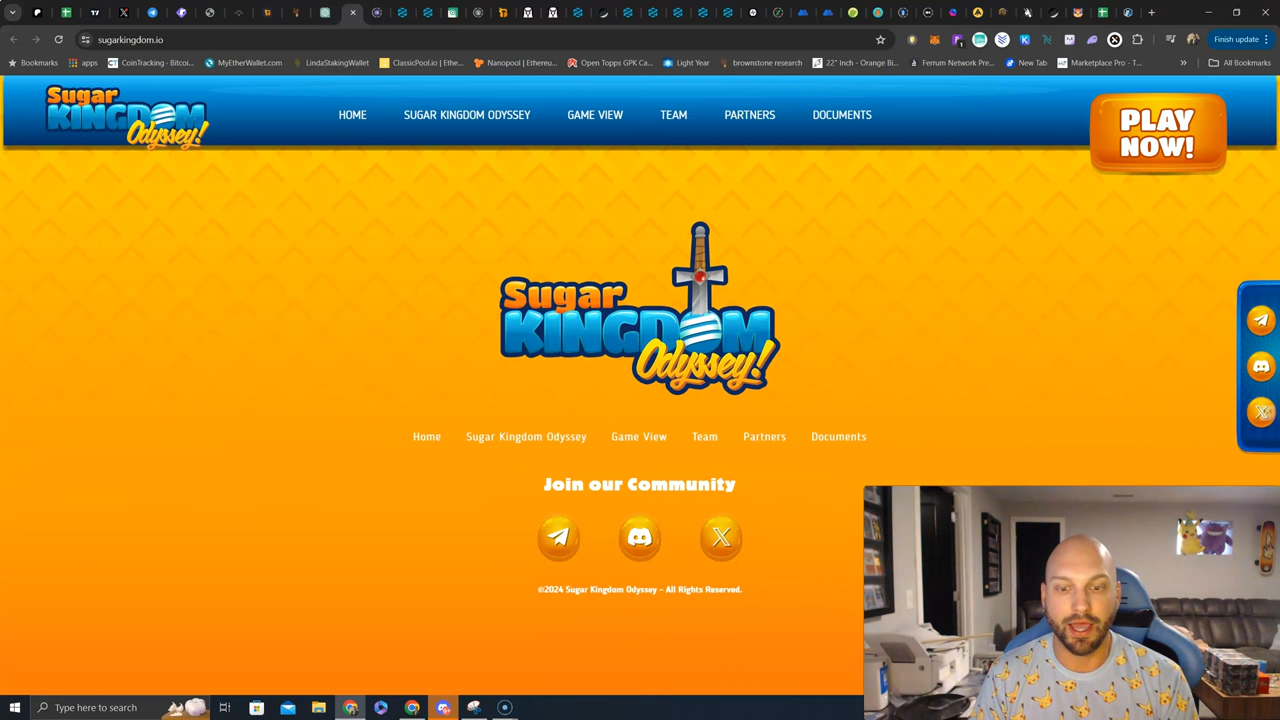 sugarkingdom.io
Finish update
Bookmarks
apps
CoinTracking - Bitcoi...
MyEtherWallet.com
LindaStakingWallet
ClassicPool.io | Ethe...
Nanopool | Ethereu...
Open Topps GPK Ca...
Light Year
brownstone research
22" Inch - Orange Bi...
Ferrum Network Pre...
New Tab
Marketplace Pro - T...
»
All Bookmarks
Sugar
KINGDOM
Odyssey!
HOME
SUGAR KINGDOM ODYSSEY
GAME VIEW
TEAM
PARTNERS
DOCUMENTS
PLAY
NOW!
Sugar
KINGDOM
Odyssey!
Home
Sugar Kingdom Odyssey
Game View
Team
Partners
Documents
Join our Community
©2024 Sugar Kingdom Odyssey - All Rights Reserved.
Type here to search